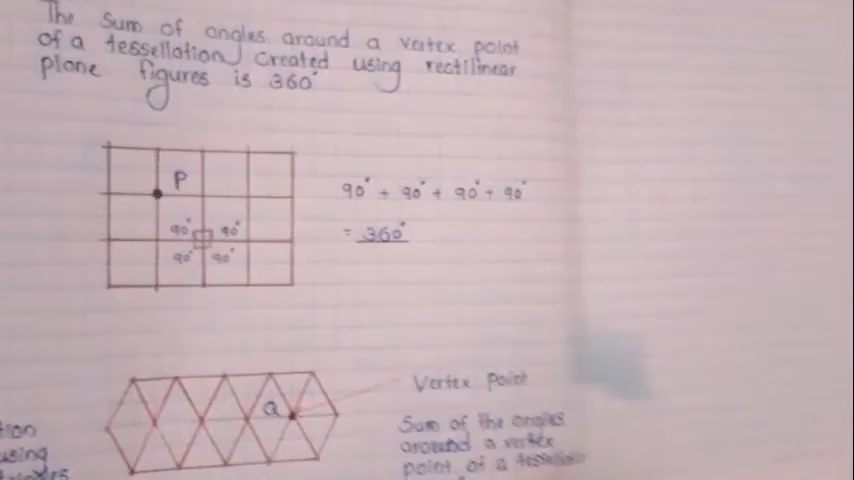 The Sum of angles around a vertex point
of a tessellation created using rectilinear
plane figures is 360°
P
90° + 90° + 90° + 90°
= 360°
90° 90°
90° 90°
Q
Vertex point
Sum of the angles
around a vertex
point of a
using